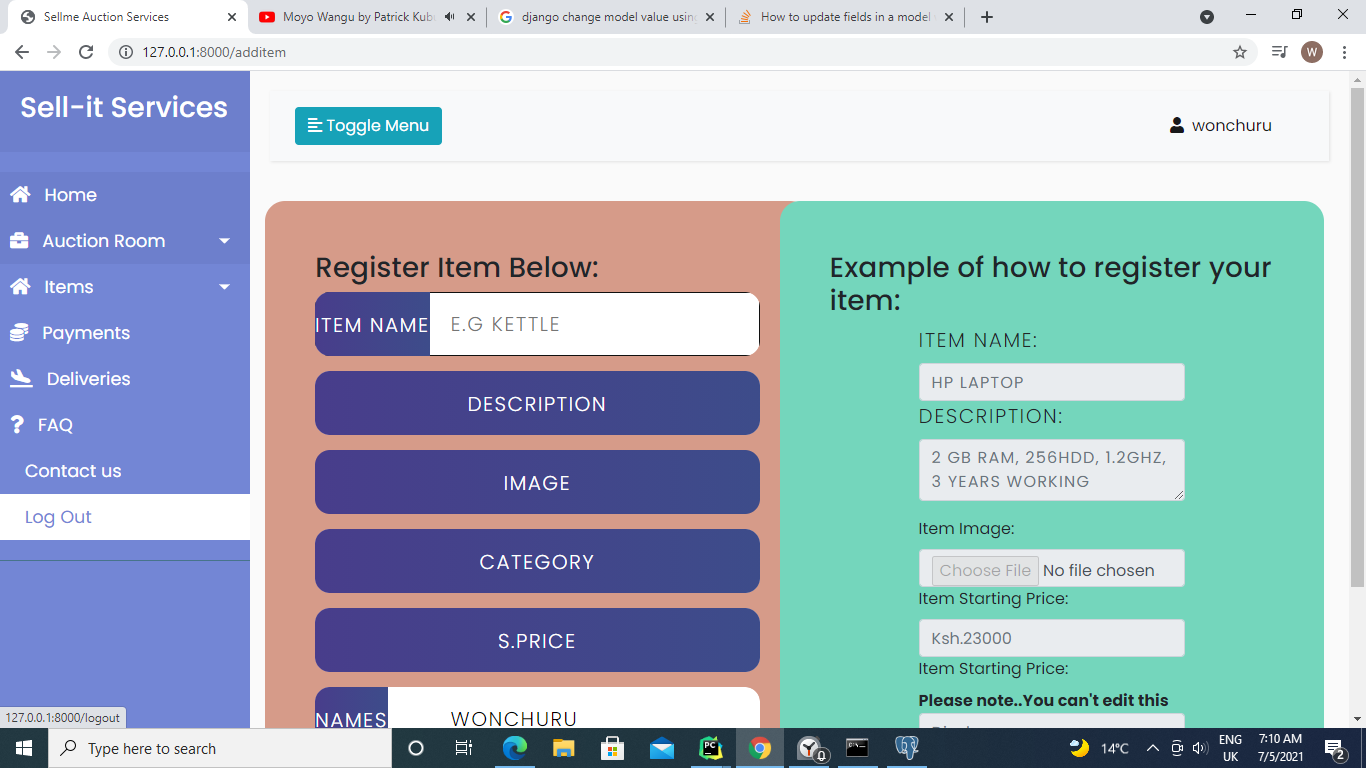 Sellme Auction Services
Moyo Wangu by Patrick Kub
django change model value usin
How to update fields in a model
127.0.0.1:8000/additem
W
Sell-it Services
Toggle Menu
wonchuru
Home
Auction Room
Items
Payments
Deliveries
FAQ
Contact us
Log Out
Register Item Below:
ITEM NAME
E.G KETTLE
DESCRIPTION
IMAGE
CATEGORY
S.PRICE
NAMES
WONCHURU
Example of how to register your
item:
ITEM NAME:
HP LAPTOP
DESCRIPTION:
2 GB RAM, 256HDD, 1.2GHZ,
3 YEARS WORKING
Item Image:
Choose File No file chosen
Item Starting Price:
Ksh.23000
Item Starting Price:
Please note..You can't edit this
127.0.0.1:8000/logout
Type here to search
PC
14°C
ENG
UK
7:10 AM
7/5/2021
2